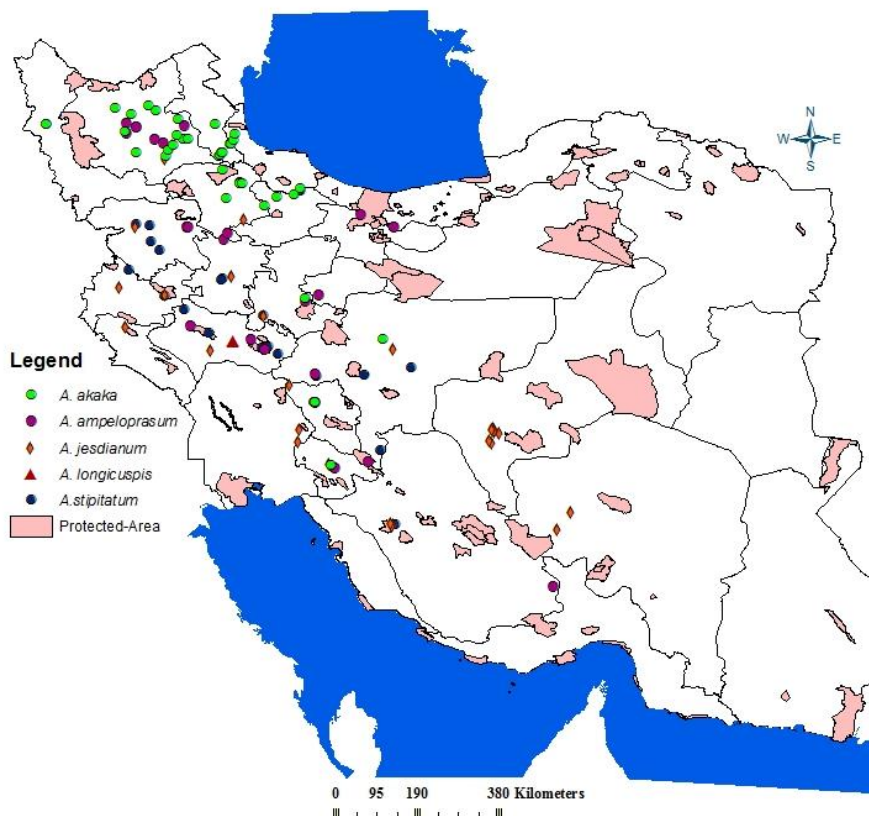 N
W E
S
Legend
A. akaka
A. ampeloprasum
A. jesdianum
A. longicuspis
A.stipitatum
Protected-Area
0 95 190 380 Kilometers